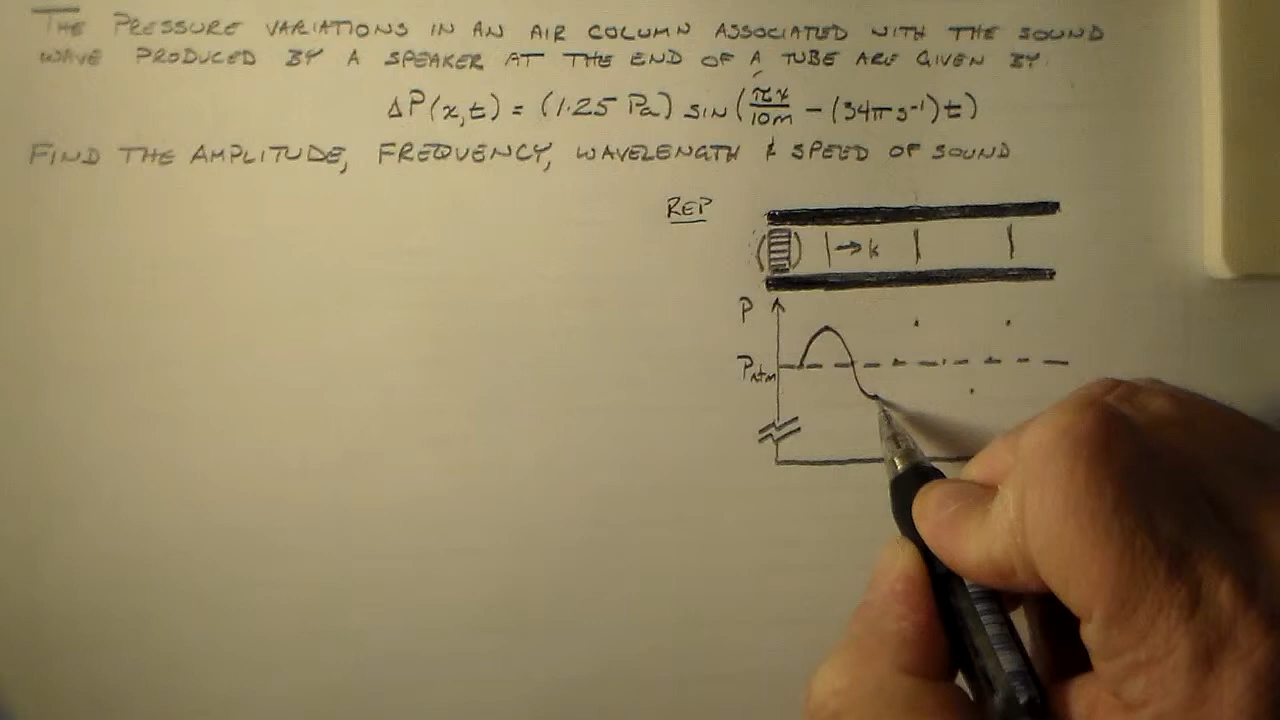 THE PRESSURE VARIATIONS IN AN AIR COLUMN ASSOCIATED WITH THE SOUND
WAVE PRODUCED BY A SPEAKER AT THE END OF A TUBE ARE GIVEN BY
ΔP(x,t) = (1.25 Pa) SIN(πx/10m - (34π s⁻¹)t)
FIND THE AMPLITUDE, FREQUENCY, WAVELENGTH & SPEED OF SOUND
REP
k
P
Patm